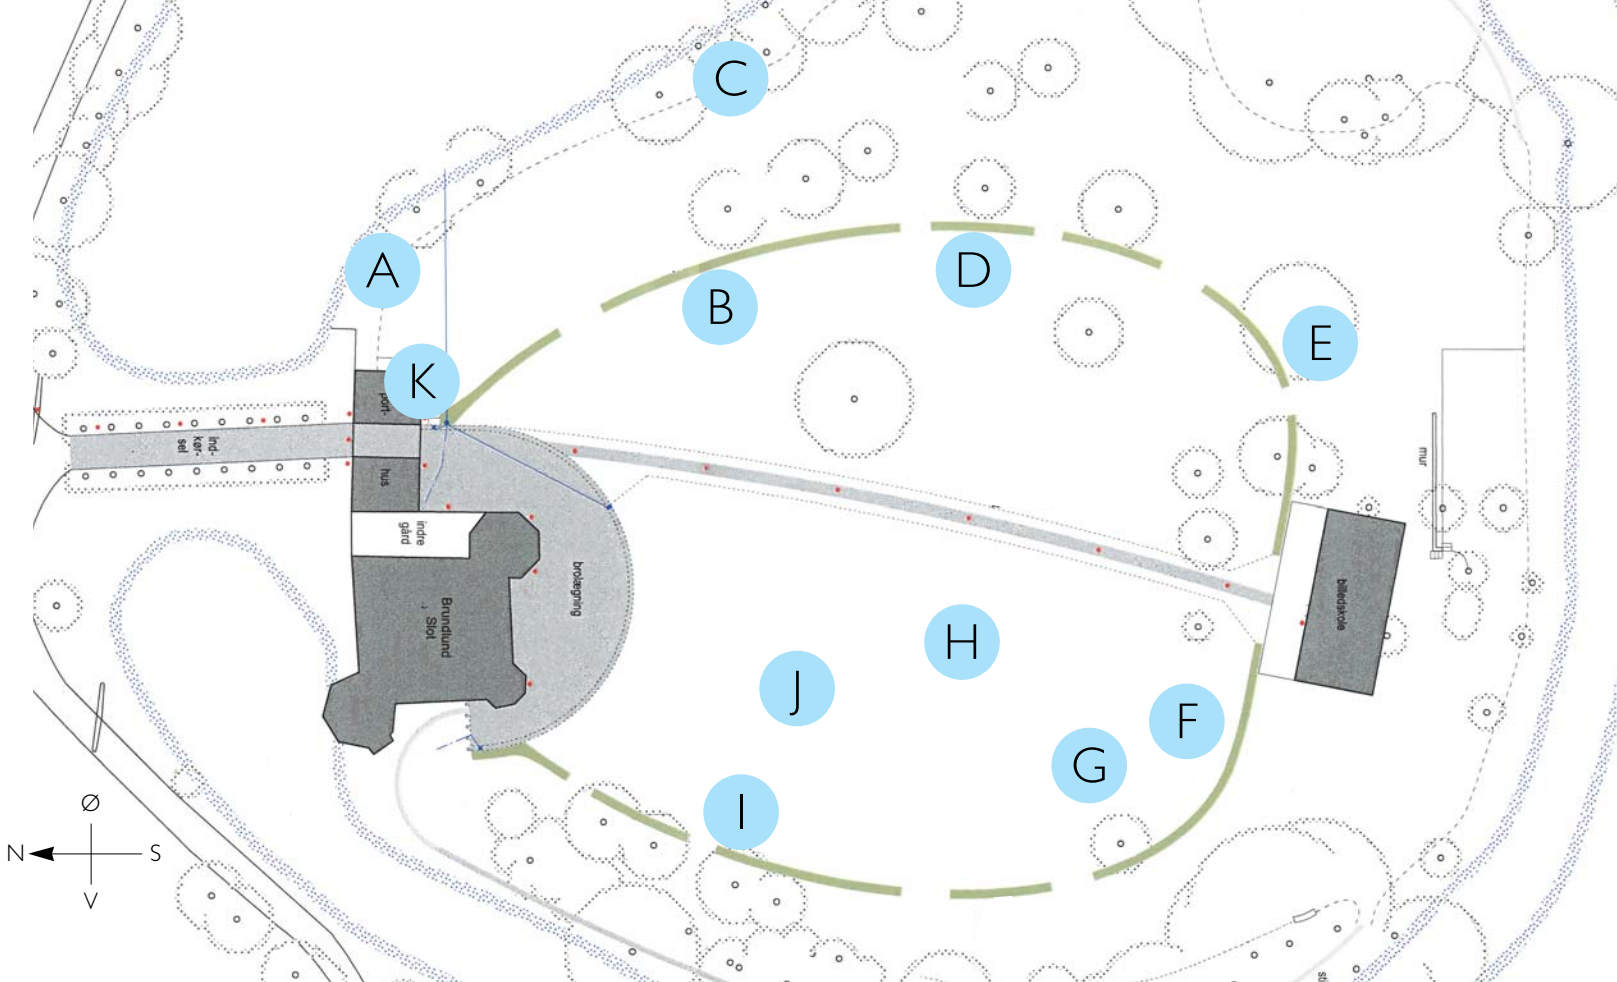 C
A
D
B
E
K
port-
hus
ind-
kør-
sel
indre
gård
mur
brolægning
billedskole
Brundlund
Slot
H
J
F
G
I
Ø
N
S
V